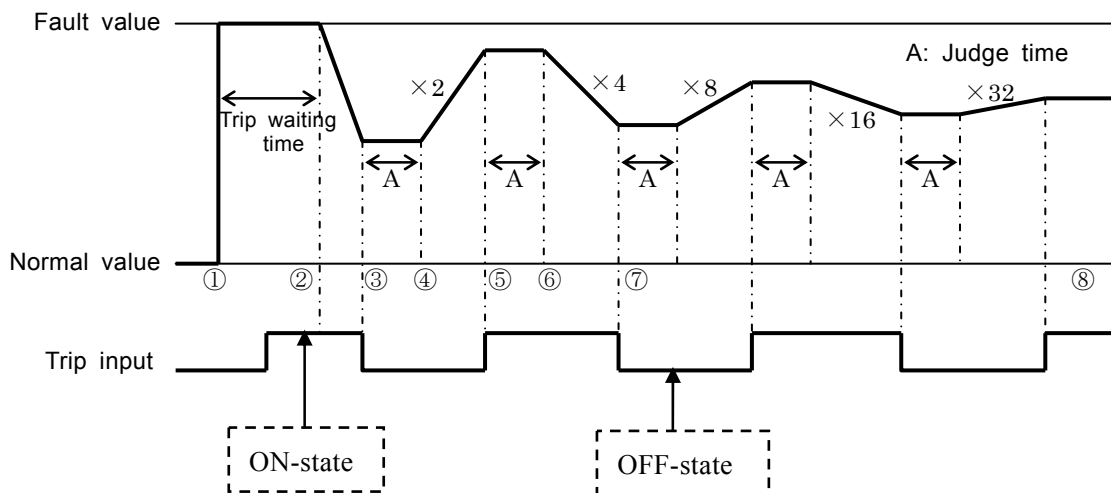 Fault value
A: Judge time
×2
×4
×8
×32
Trip waiting
time
×16
A
A
A
A
A
Normal value
① ② ③ ④ ⑤ ⑥ ⑦ ⑧
Trip input
ON-state
OFF-state